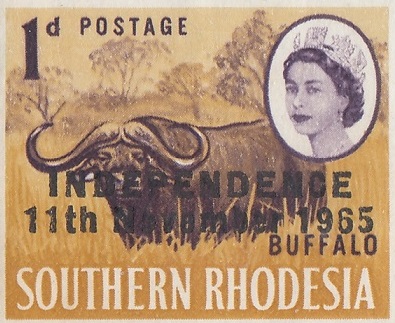 1d POSTAGE
INDEPENDENCE
11th November 1965
BUFFALO
SOUTHERN RHODESIA